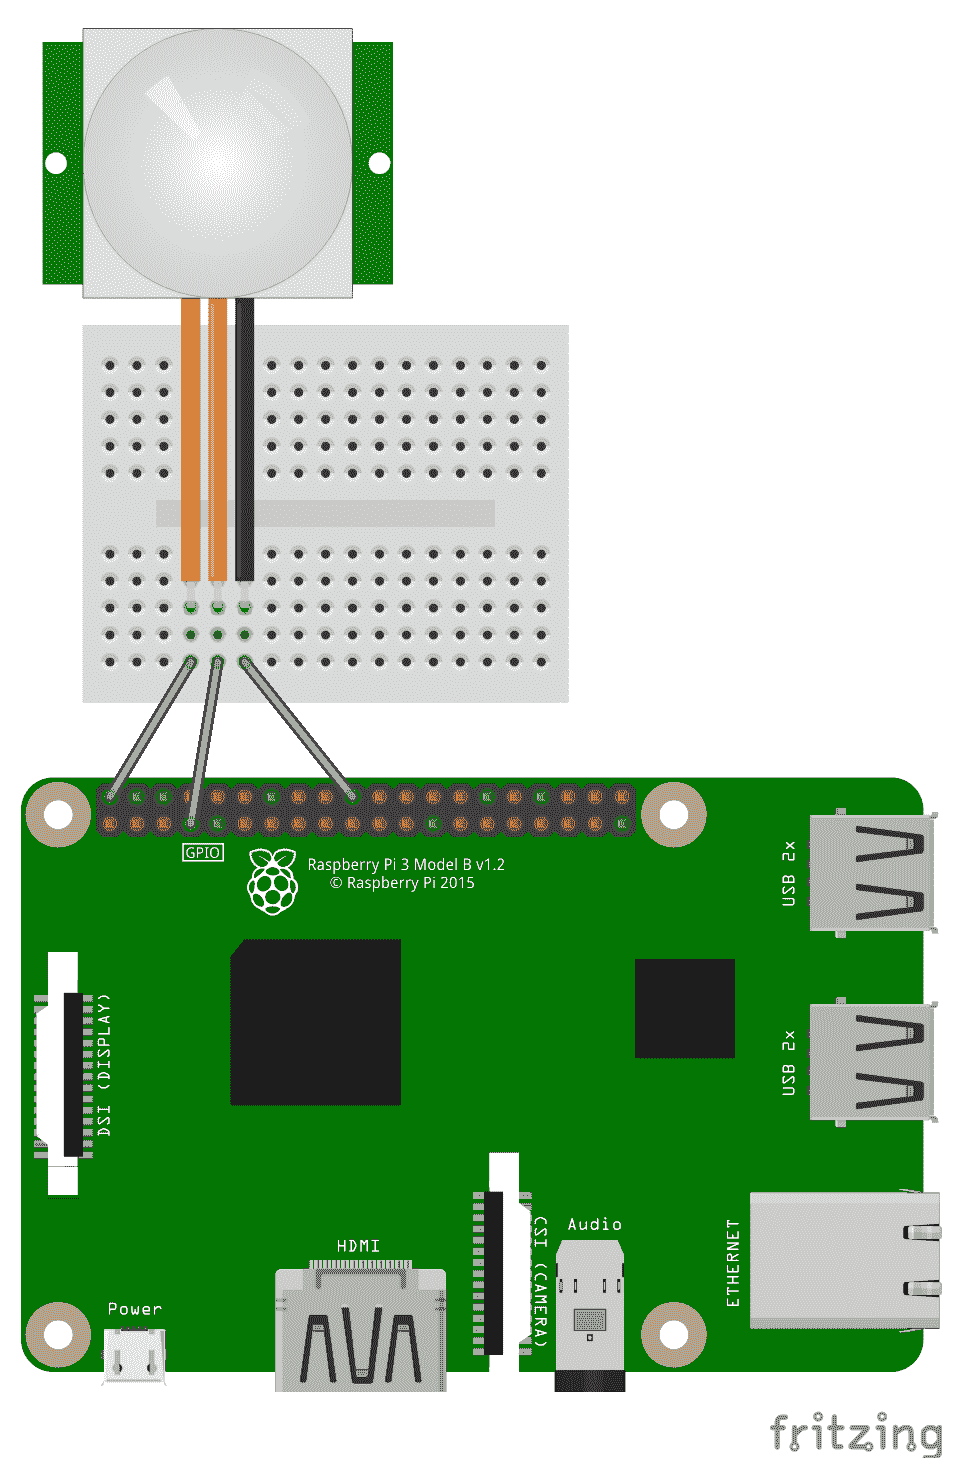 GPIO
Raspberry Pi 3 Model B v1.2
© Raspberry Pi 2015
USB 2x
DSI (DISPLAY)
USB 2x
CSI (CAMERA)
Audio
ETHERNET
HDMI
Power
fritzing